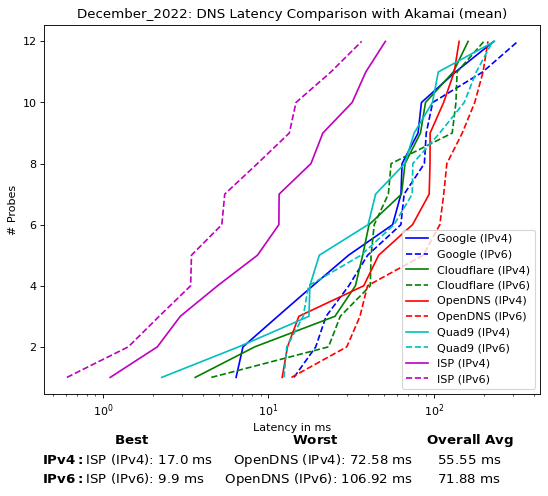 December_2022: DNS Latency Comparison with Akamai (mean)
12
10
8
6
4
2
# Probes
10⁰
10¹
10²
Latency in ms
Google (IPv4)
Google (IPv6)
Cloudflare (IPv4)
Cloudflare (IPv6)
OpenDNS (IPv4)
OpenDNS (IPv6)
Quad9 (IPv4)
Quad9 (IPv6)
ISP (IPv4)
ISP (IPv6)
Best Worst Overall Avg
IPv4: ISP (IPv4): 17.0 ms OpenDNS (IPv4): 72.58 ms 55.55 ms
IPv6: ISP (IPv6): 9.9 ms OpenDNS (IPv6): 106.92 ms 71.88 ms